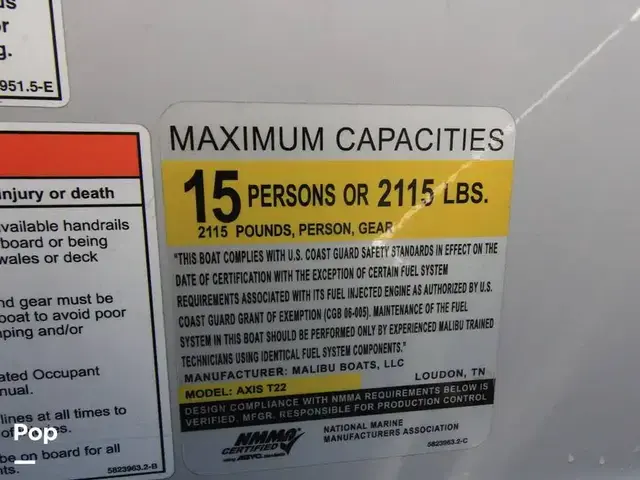 us
r
g.
951.5-E
injury or death
available handrails
board or being
wales or deck
nd gear must be
boat to avoid poor
ping and/or
ated Occupant
nual.
lines at all times to
be on board for all
nts.
5823963.2-B
MAXIMUM CAPACITIES
15 PERSONS OR 2115 LBS.
2115 POUNDS, PERSON, GEAR
"THIS BOAT COMPLIES WITH U.S. COAST GUARD SAFETY STANDARDS IN EFFECT ON THE
DATE OF CERTIFICATION WITH THE EXCEPTION OF CERTAIN FUEL SYSTEM
REQUIREMENTS ASSOCIATED WITH ITS FUEL INJECTED ENGINE AS AUTHORIZED BY U.S.
COAST GUARD GRANT OF EXEMPTION (CGB 06-005). MAINTENANCE OF THE FUEL
SYSTEM IN THIS BOAT SHOULD BE PERFORMED ONLY BY EXPERIENCED MALIBU TRAINED
TECHNICIANS USING IDENTICAL FUEL SYSTEM COMPONENTS."
MANUFACTURER: MALIBU BOATS, LLC LOUDON, TN
MODEL: AXIS T22
DESIGN COMPLIANCE WITH NMMA REQUIREMENTS BELOW IS
VERIFIED. MFGR. RESPONSIBLE FOR PRODUCTION CONTROL
NMMA
CERTIFIED
using ABYC standards
NATIONAL MARINE
MANUFACTURERS ASSOCIATION
5823963.2-C
Pop